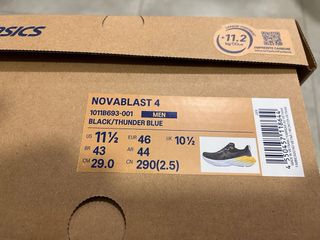 asics
-11.2
kg/CO2e
NOVABLAST 4
1011B693-001 MEN
BLACK/THUNDER BLUE
US 11½ EUR 46 UK 10½
BR 43 AR 44
CM 29.0 CN 290(2.5)